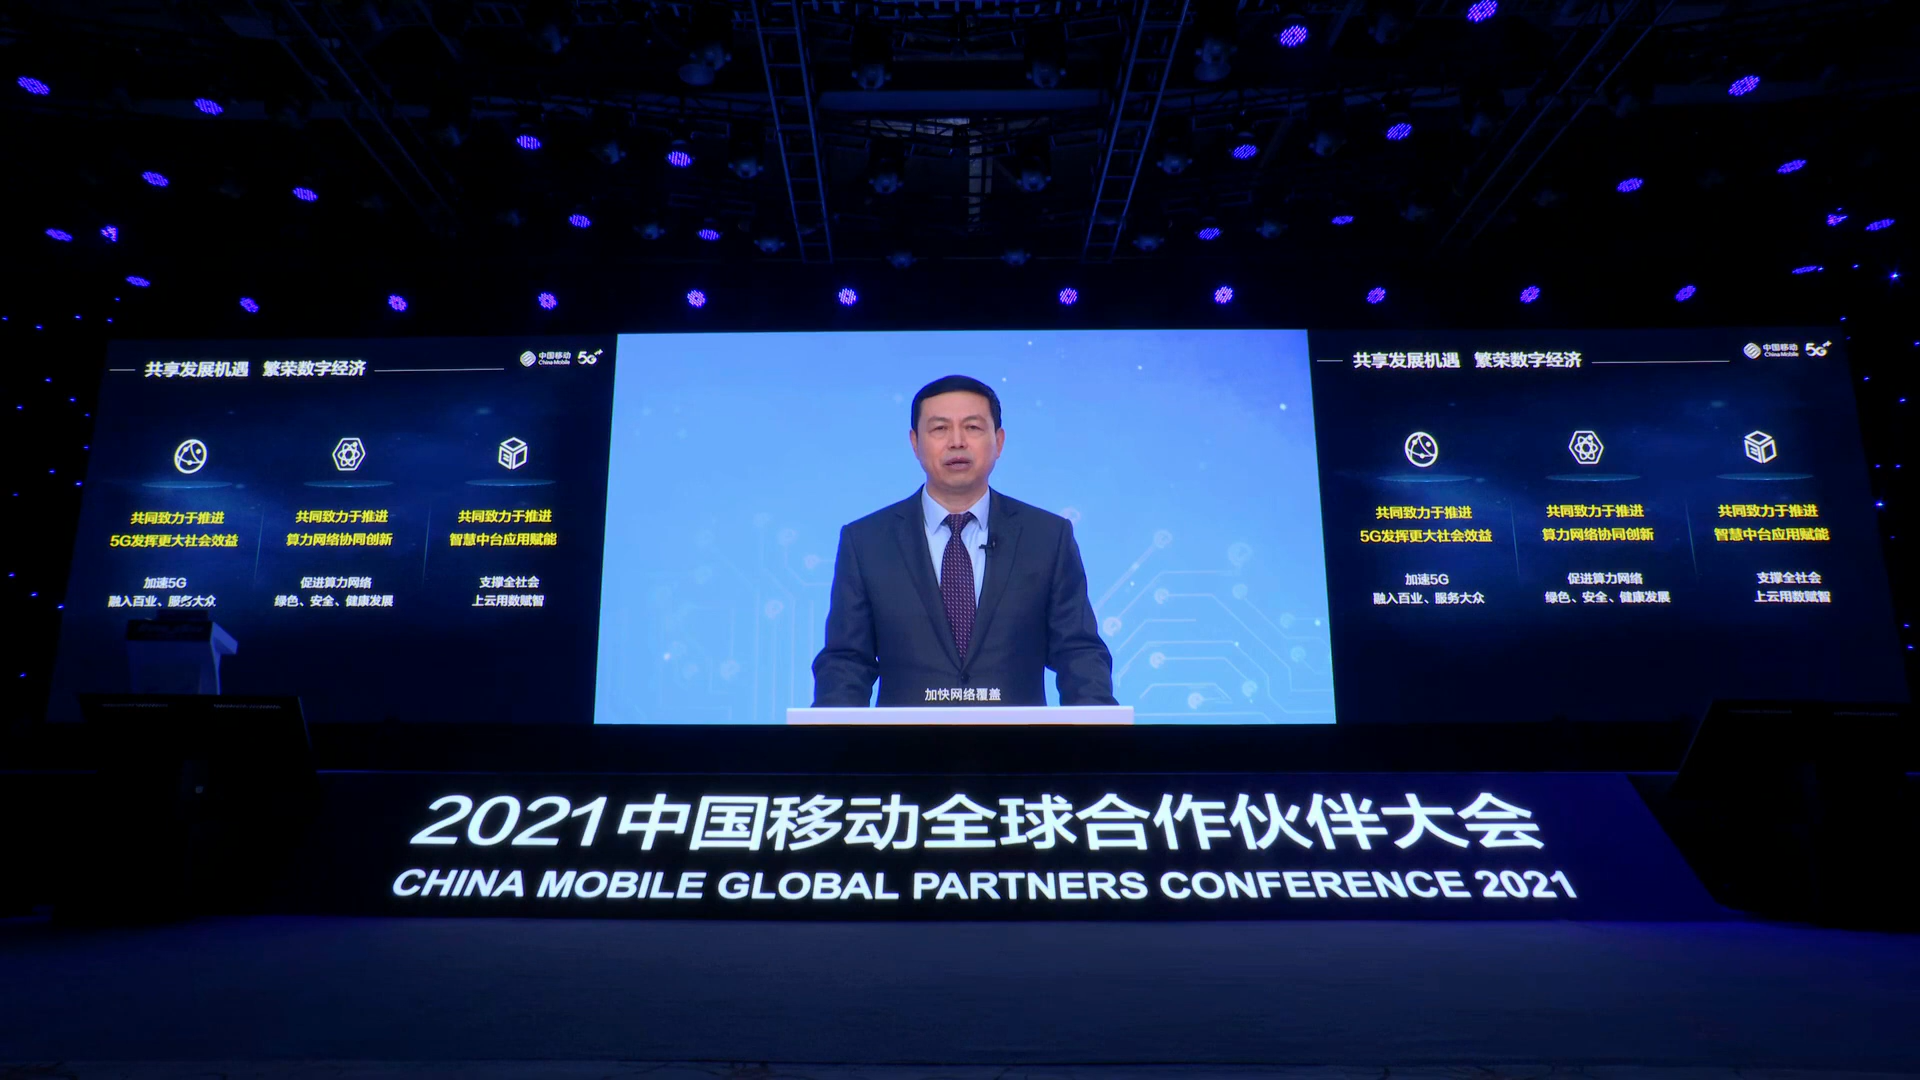 共享发展机遇 繁荣数字经济
中国移动
China Mobile
5G++
共同致力于推进
5G发挥更大社会效益
加速5G
融入百业、服务大众
共同致力于推进
算力网络协同创新
促进算力网络
绿色、安全、健康发展
共同致力于推进
智慧中台应用赋能
支撑全社会
上云用数赋智
加快网络覆盖
共享发展机遇 繁荣数字经济
中国移动
China Mobile
5G++
共同致力于推进
5G发挥更大社会效益
加速5G
融入百业、服务大众
共同致力于推进
算力网络协同创新
促进算力网络
绿色、安全、健康发展
共同致力于推进
智慧中台应用赋能
支撑全社会
上云用数赋智
2021中国移动全球合作伙伴大会
CHINA MOBILE GLOBAL PARTNERS CONFERENCE 2021